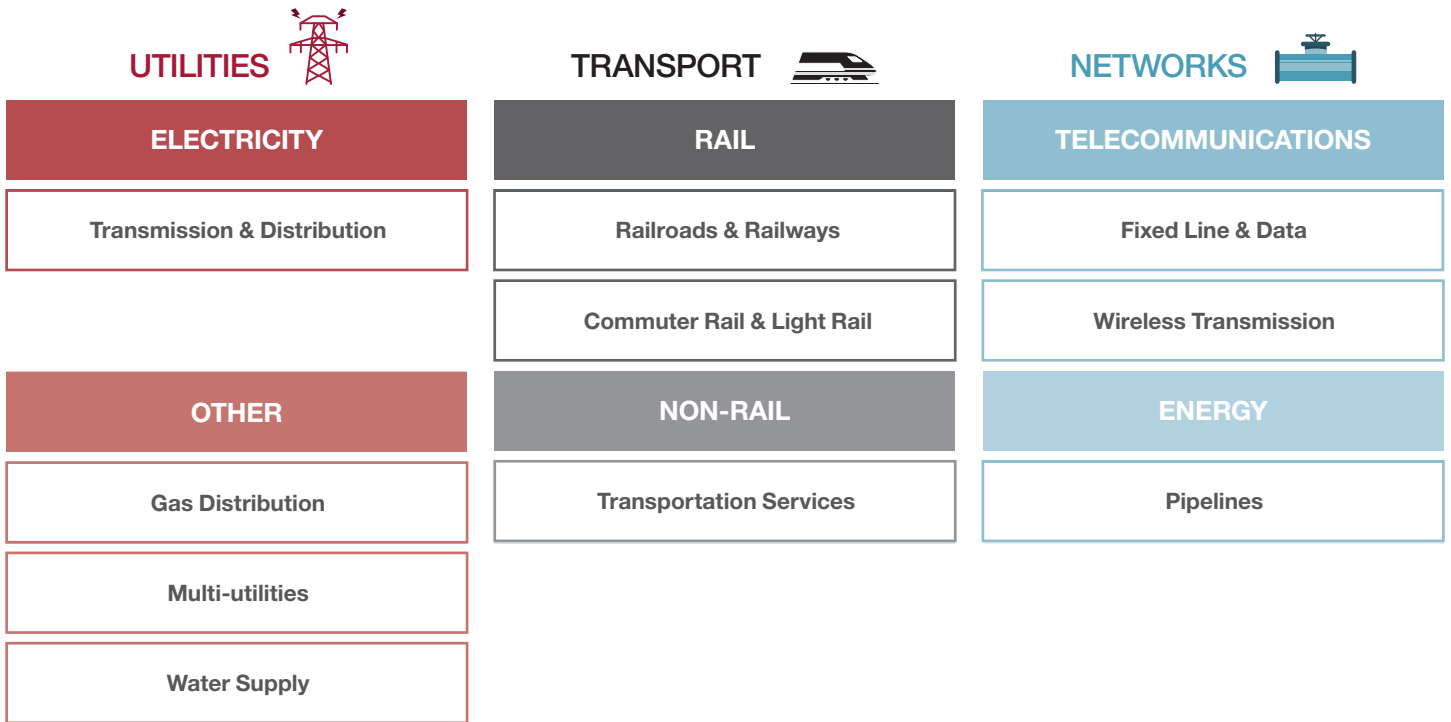 UTILITIES
TRANSPORT
NETWORKS
ELECTRICITY
RAIL
TELECOMMUNICATIONS
Transmission & Distribution
Railroads & Railways
Fixed Line & Data
Commuter Rail & Light Rail
Wireless Transmission
OTHER
NON-RAIL
ENERGY
Gas Distribution
Transportation Services
Pipelines
Multi-utilities
Water Supply